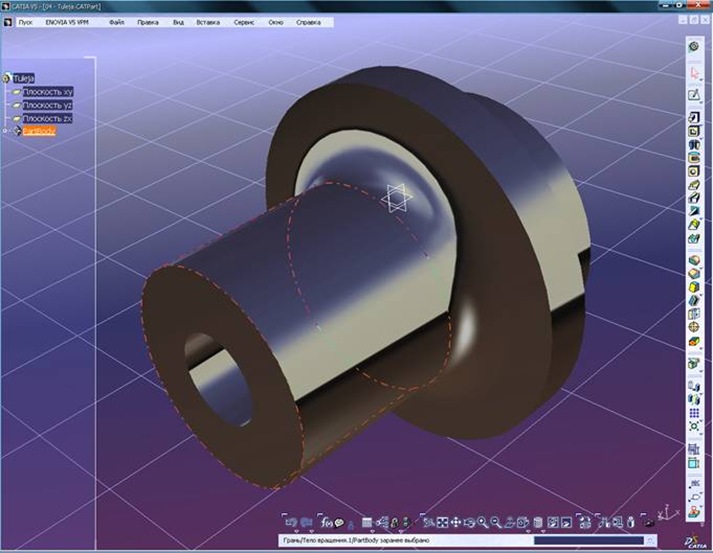 CATIA V5 - [04 - Tuleja.CATPart]
Пуск ENOVIA V5 VPM Файл Правка Вид Вставка Сервис Окно Справка
Tuleja
Плоскость xy
Плоскость yz
Плоскость zx
PartBody
Грань/Тело вращения.1/PartBody заранее выбрано
CATIA